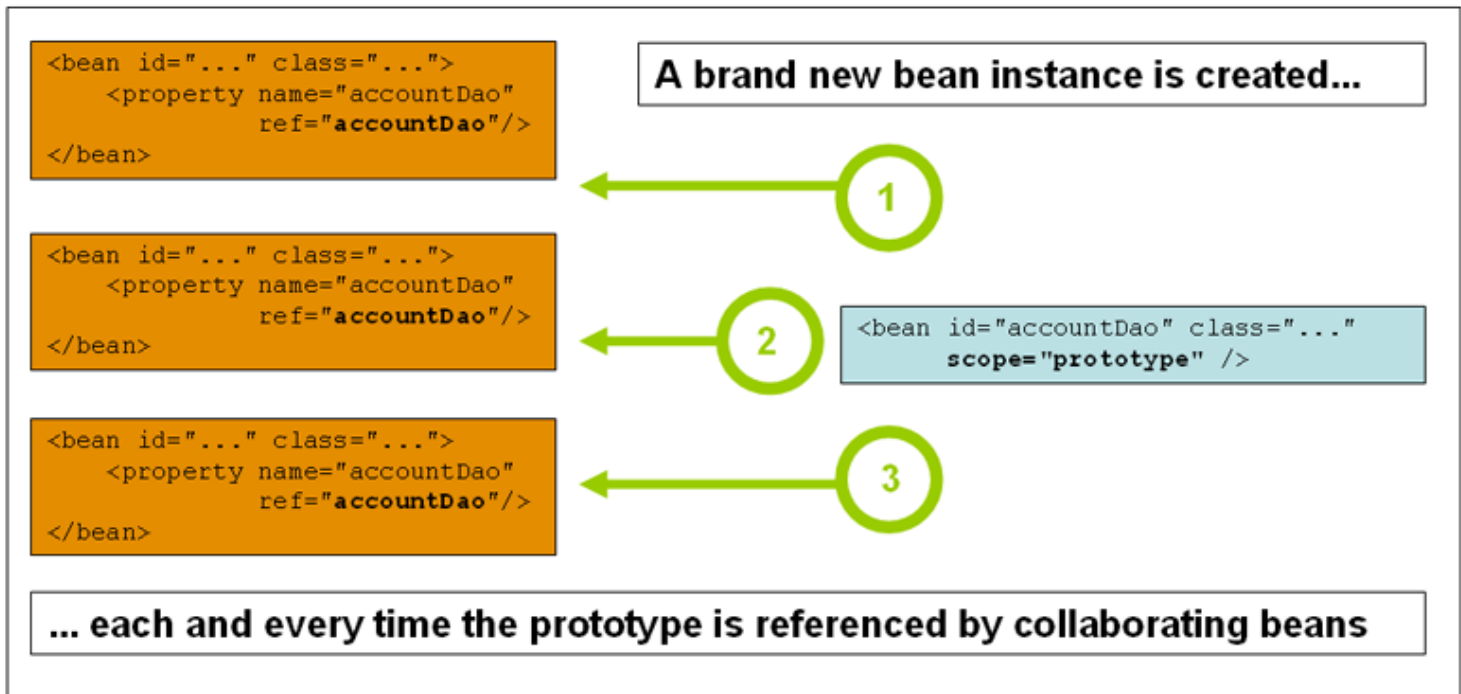 <bean id="..." class="...">
    <property name="accountDao"
              ref="accountDao"/>
</bean>
A brand new bean instance is created...
1
<bean id="..." class="...">
    <property name="accountDao"
              ref="accountDao"/>
</bean>
2
<bean id="accountDao" class="..."
      scope="prototype" />
<bean id="..." class="...">
    <property name="accountDao"
              ref="accountDao"/>
</bean>
3
... each and every time the prototype is referenced by collaborating beans